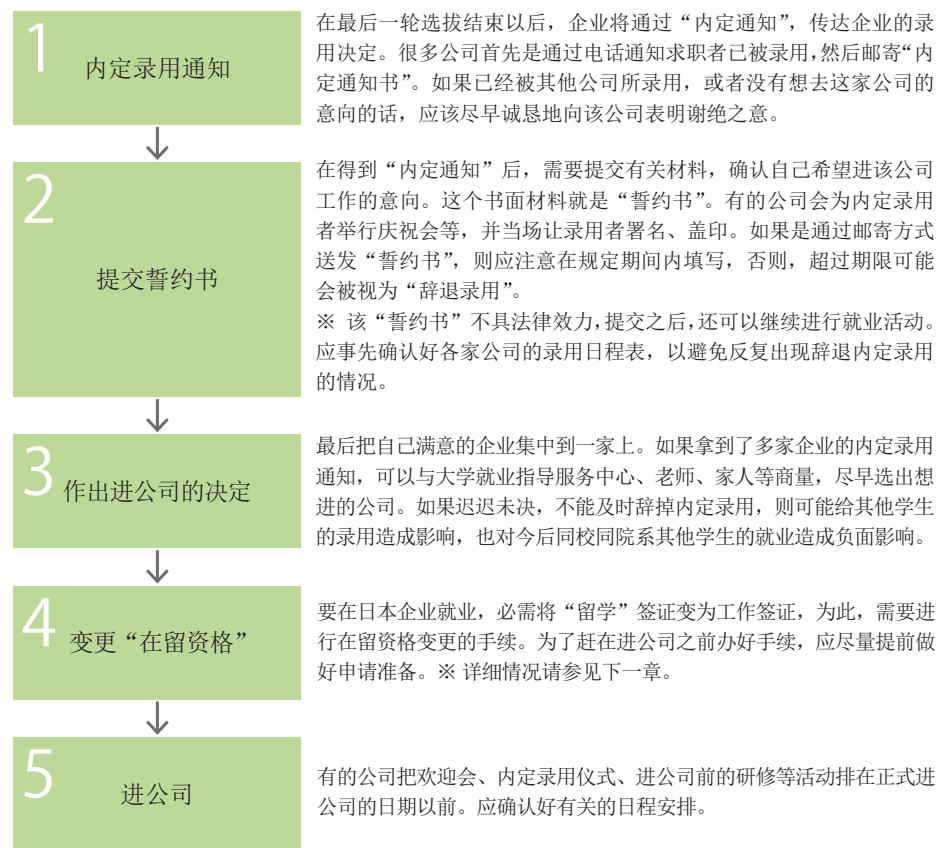 1
内定录用通知
在最后一轮选拔结束以后，企业将通过“内定通知”，传达企业的录
用决定。很多公司首先是通过电话通知求职者已被录用，然后邮寄“内
定通知书”。如果已经被其他公司所录用，或者没有想去这家公司的
意向的话，应该尽早诚恳地向该公司表明谢绝之意。
2
提交誓约书
在得到“内定通知”后，需要提交有关材料，确认自己希望进该公司
工作的意向。这个书面材料就是“誓约书”。有的公司会为内定录用
者举行庆祝会等，并当场让录用者署名、盖印。如果是通过邮寄方式
送发“誓约书”，则应注意在规定期间内填写，否则，超过期限可能
会被视为“辞退录用”。
※ 该“誓约书”不具法律效力，提交之后，还可以继续进行就业活动。
应事先确认好各家公司的录用日程表，以避免反复出现辞退内定录用
的情况。
3
作出进公司的决定
最后把自己满意的企业集中到一家上。如果拿到了多家企业的内定录用
通知，可以与大学就业指导服务中心、老师、家人等商量，尽早选出想
进的公司。如果迟迟未决，不能及时辞掉内定录用，则可能给其他学生
的录用造成影响，也对今后同校同院系其他学生的就业造成负面影响。
4
变更“在留资格”
要在日本企业就业，必需将“留学”签证变为工作签证，为此，需要进
行在留资格变更的手续。为了赶在进公司之前办好手续，应尽量提前做
好申请准备。※ 详细情况请参见下一章。
5
进公司
有的公司把欢迎会、内定录用仪式、进公司前的研修等活动排在正式进
公司的日期以前。应确认好有关的日程安排。